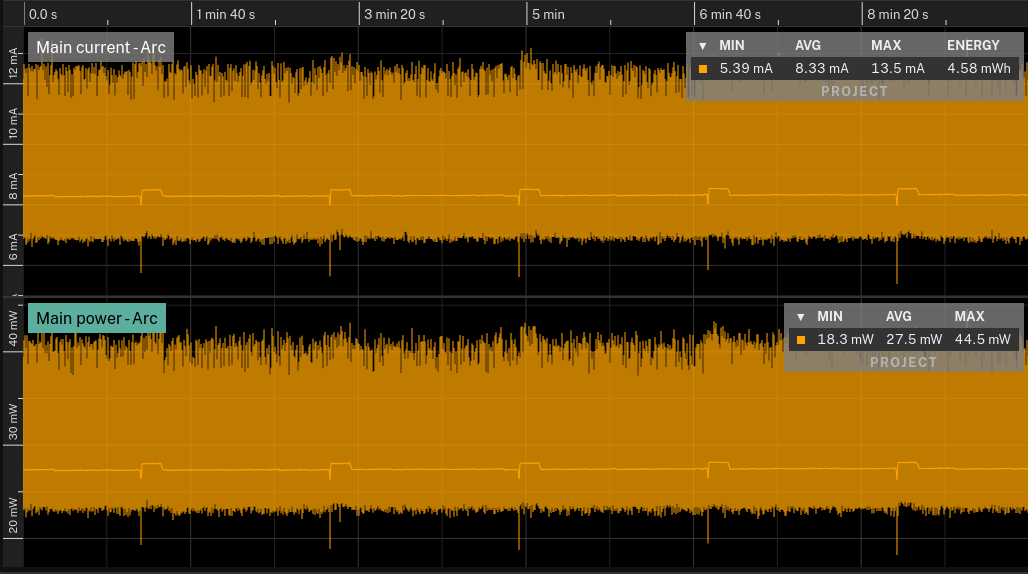 0.0 s 1 min 40 s 3 min 20 s 5 min 6 min 40 s 8 min 20 s
Main current - Arc
▼ MIN AVG MAX ENERGY
5.39 mA 8.33 mA 13.5 mA 4.58 mWh
PROJECT
12 mA
10 mA
8 mA
6 mA
Main power - Arc
▼ MIN AVG MAX
18.3 mW 27.5 mW 44.5 mW
PROJECT
40 mW
30 mW
20 mW